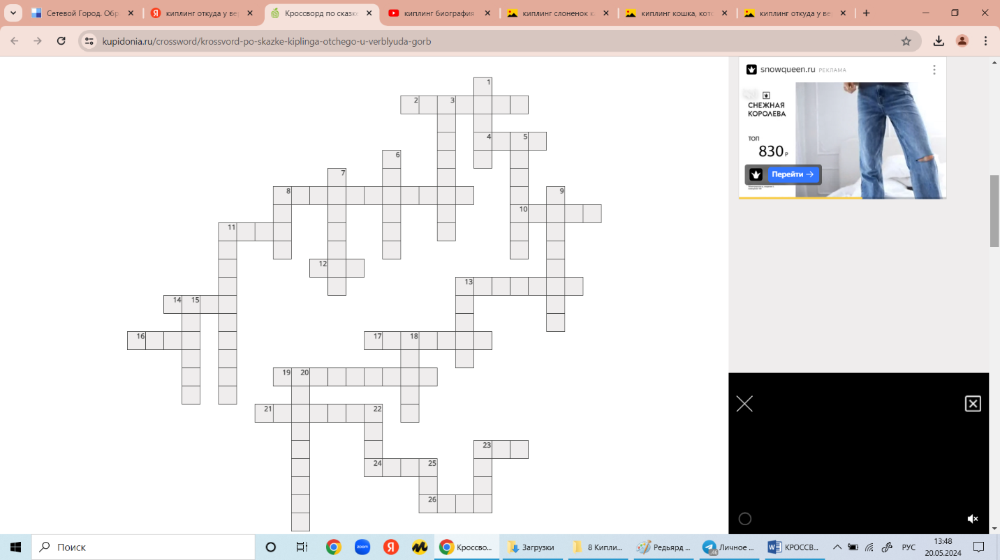 Сетевой Город. Обр
киплинг откуда у ве
Кроссворд по сказке
киплинг биография
киплинг слоненок к
киплинг кошка, кот
киплинг откуда у ве
kupidonia.ru/crossword/krossvord-po-skazke-kiplinga-otchego-u-verblyuda-gorb
snowqueen.ru РЕКЛАМА
СНЕЖНАЯ
КОРОЛЕВА
ТОП
830 Р
Перейти →
1
2 3
4 5
6
7
8 9
10
11
12
13
14 15
16 17 18
19 20
21 22
23
24 25
26
Поиск
zoom
Кроссво...
Загрузки
8 Кипли...
Редьярд ...
.46
Личное ...
КРОССВ...
РУС
13:48
20.05.2024